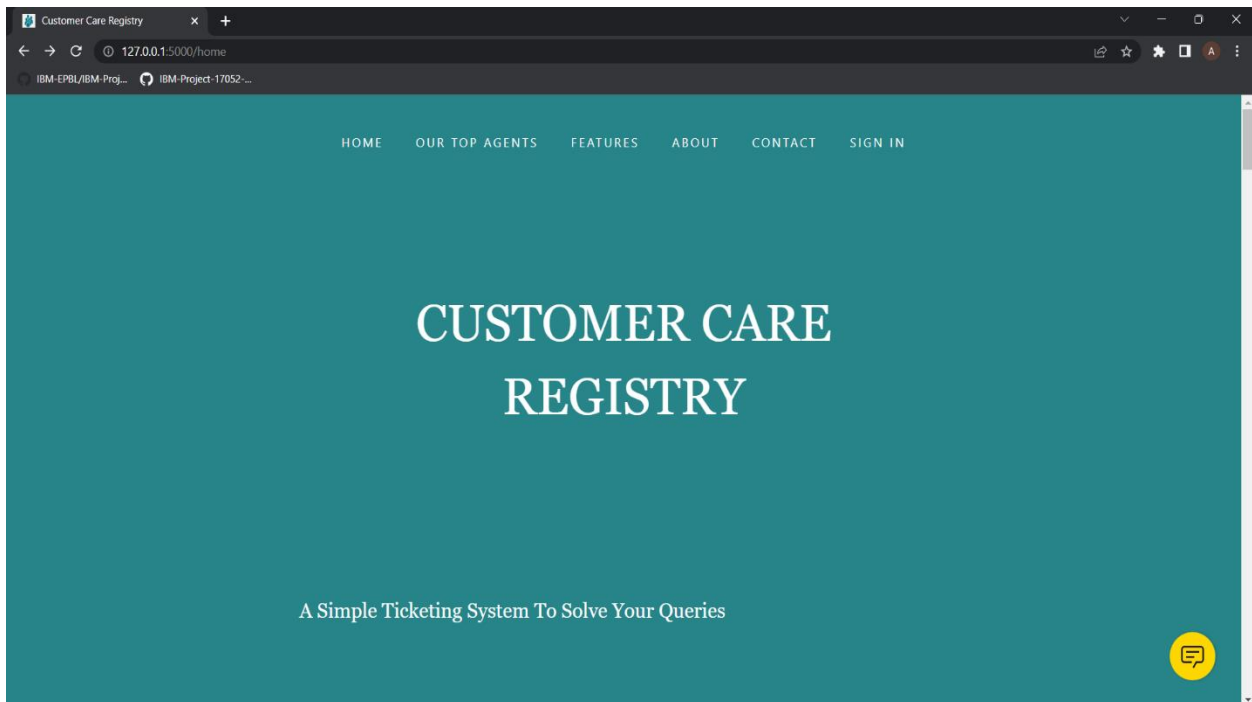 Customer Care Registry
127.0.0.1:5000/home
A
IBM-EPBL/IBM-Proj... IBM-Project-17052-...
HOME OUR TOP AGENTS FEATURES ABOUT CONTACT SIGN IN
CUSTOMER CARE
REGISTRY
A Simple Ticketing System To Solve Your Queries